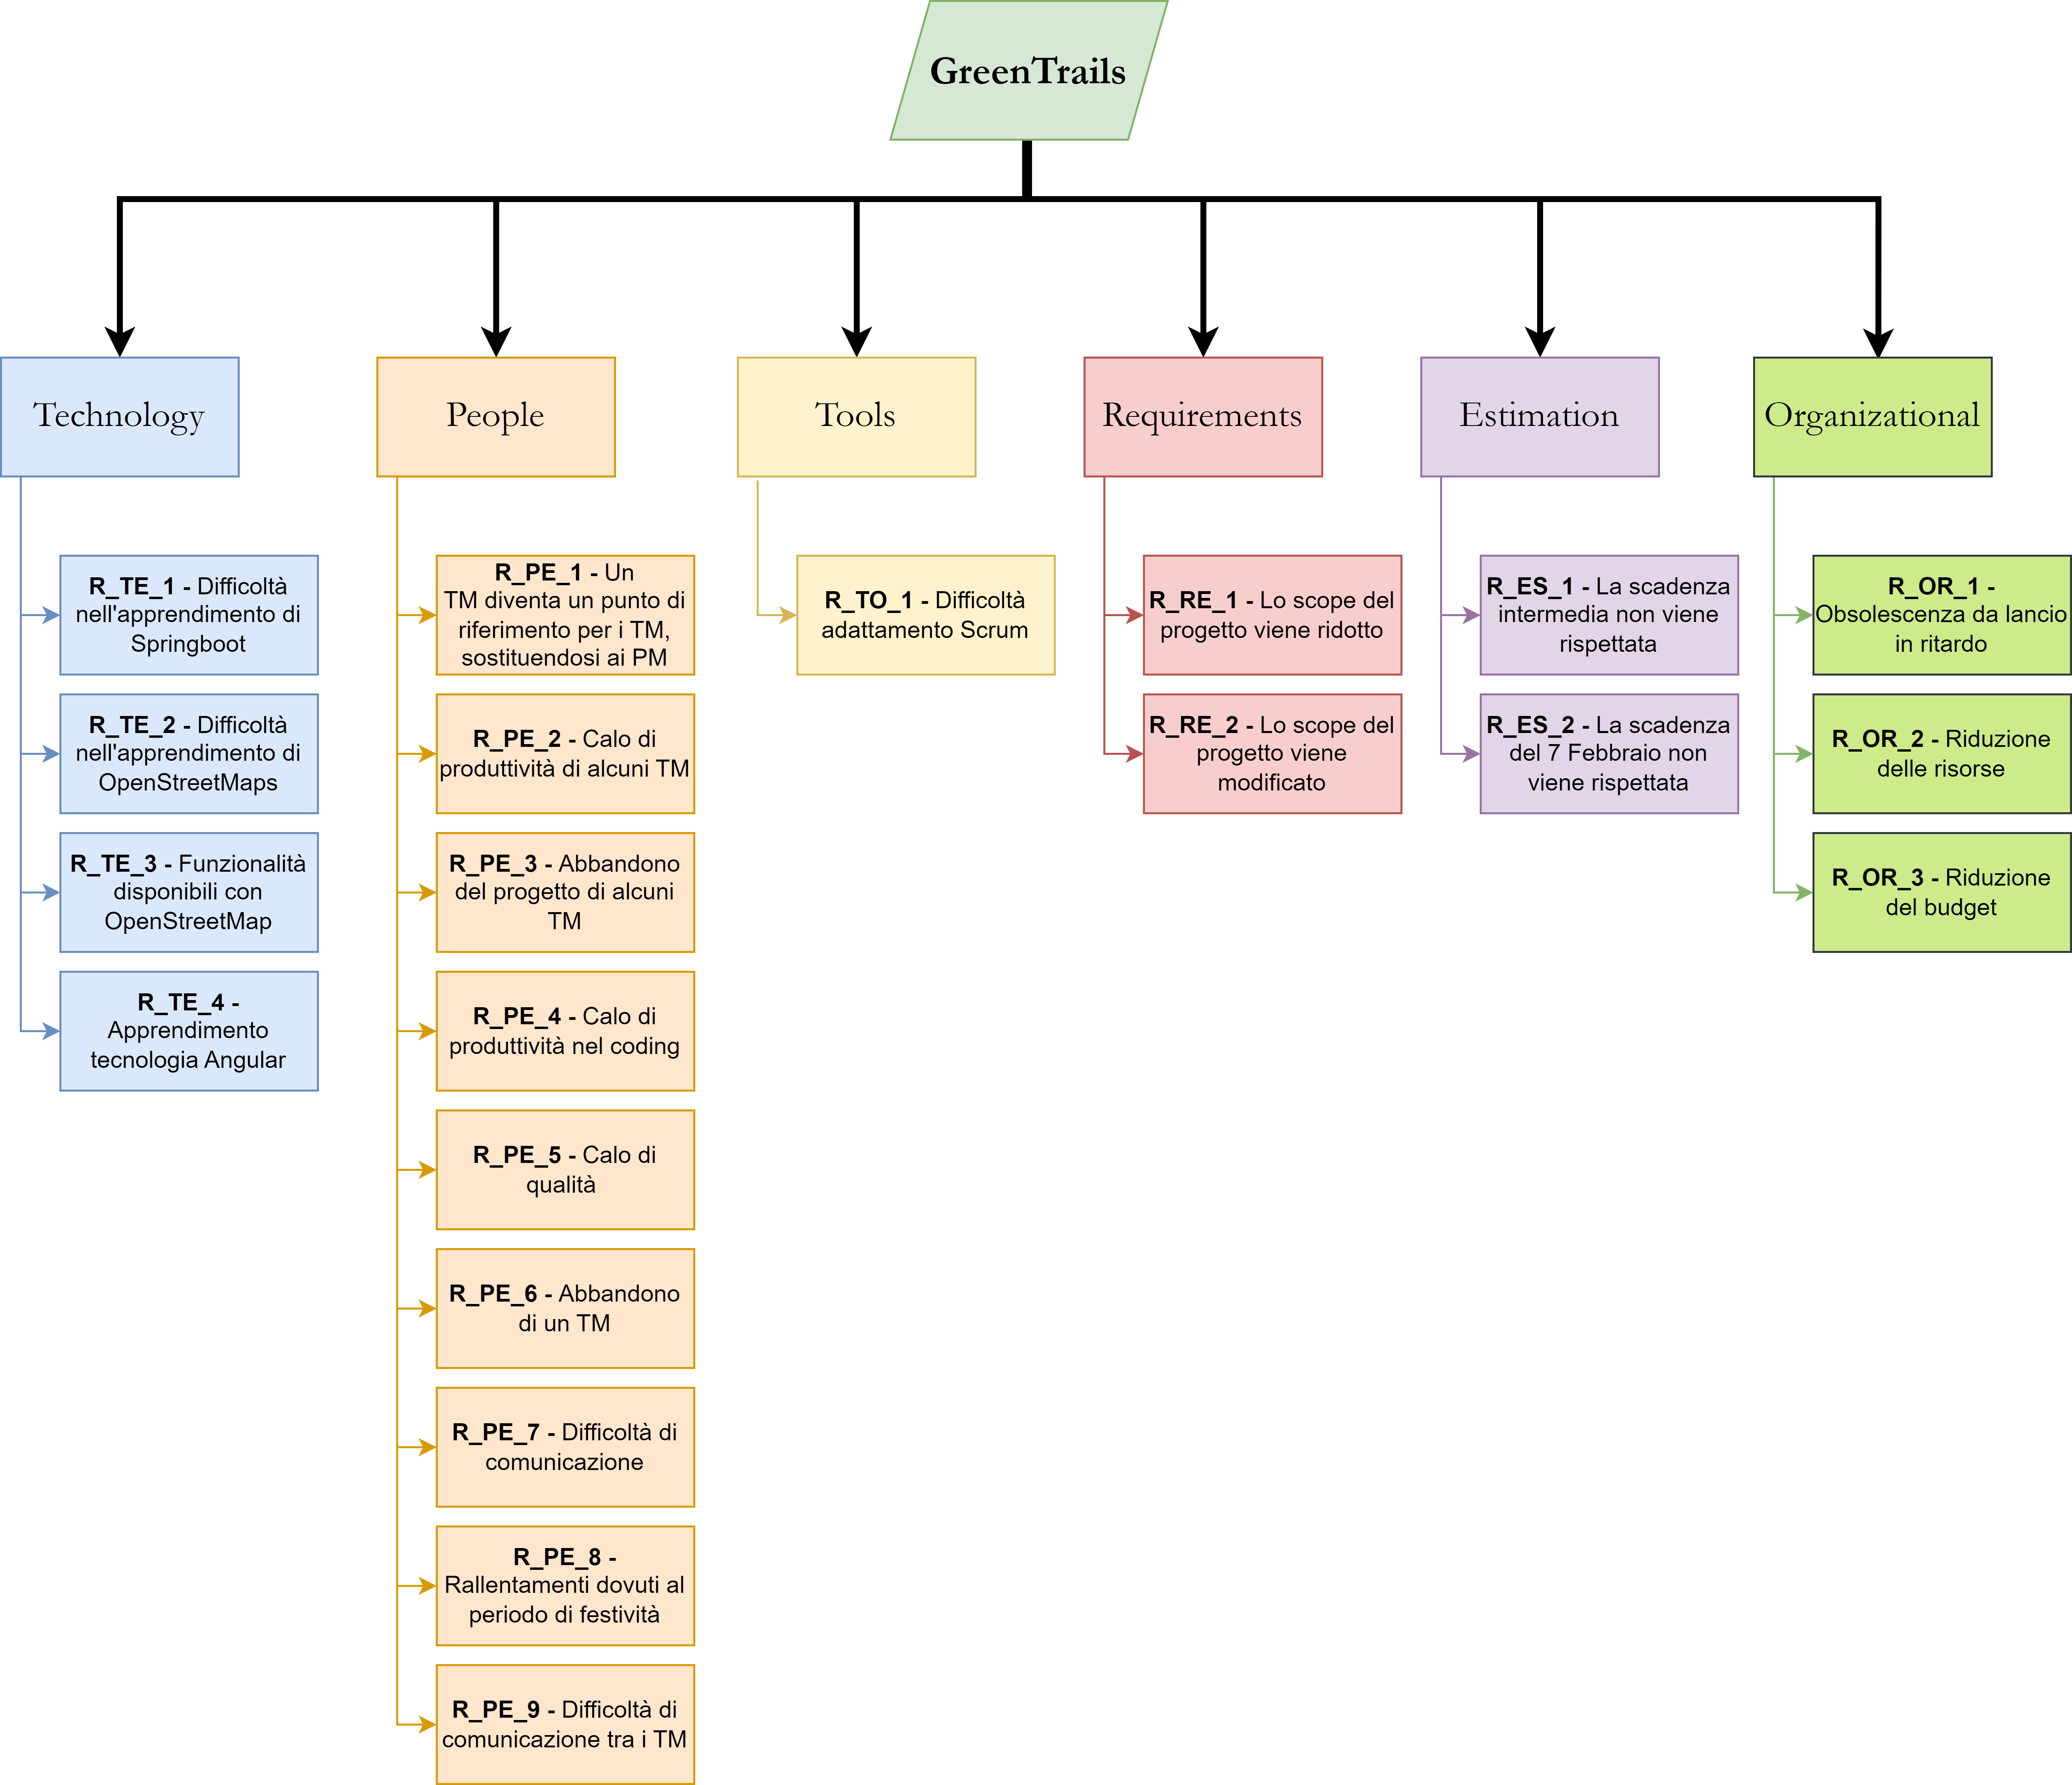 GreenTrails
Technology
People
Tools
Requirements
Estimation
Organizational
R_TE_1 - Difficoltà
nell'apprendimento di
Springboot
R_TE_2 - Difficoltà
nell'apprendimento di
OpenStreetMaps
R_TE_3 - Funzionalità
disponibili con
OpenStreetMap
R_TE_4 -
Apprendimento
tecnologia Angular
R_PE_1 - Un
TM diventa un punto di
riferimento per i TM,
sostituendosi ai PM
R_PE_2 - Calo di
produttività di alcuni TM
R_PE_3 - Abbandono
del progetto di alcuni
TM
R_PE_4 - Calo di
produttività nel coding
R_PE_5 - Calo di
qualità
R_PE_6 - Abbandono
di un TM
R_PE_7 - Difficoltà di
comunicazione
R_PE_8 -
Rallentamenti dovuti al
periodo di festività
R_PE_9 - Difficoltà di
comunicazione tra i TM
R_TO_1 - Difficoltà
adattamento Scrum
R_RE_1 - Lo scope del
progetto viene ridotto
R_RE_2 - Lo scope del
progetto viene
modificato
R_ES_1 - La scadenza
intermedia non viene
rispettata
R_ES_2 - La scadenza
del 7 Febbraio non
viene rispettata
R_OR_1 -
Obsolescenza da lancio
in ritardo
R_OR_2 - Riduzione
delle risorse
R_OR_3 - Riduzione
del budget